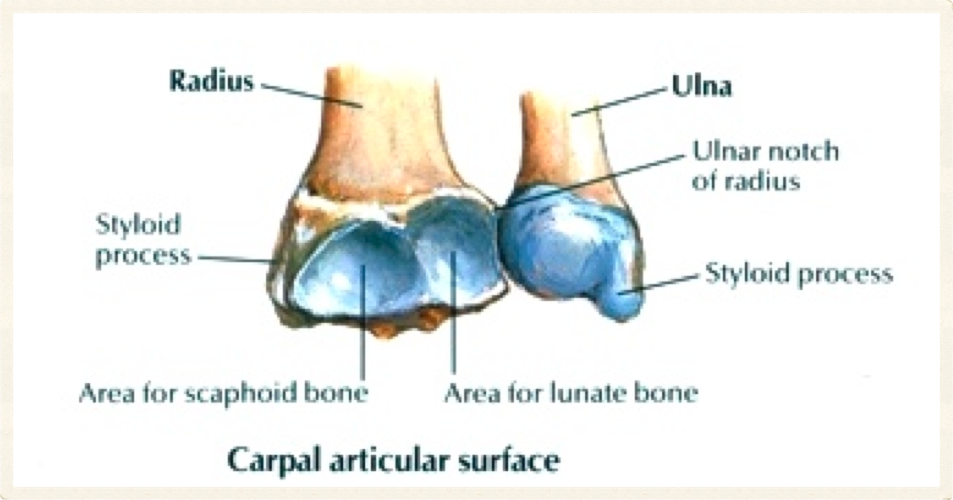 Radius
Ulna
Ulnar notch
of radius
Styloid
process
Styloid process
Area for scaphoid bone
Area for lunate bone
Carpal articular surface